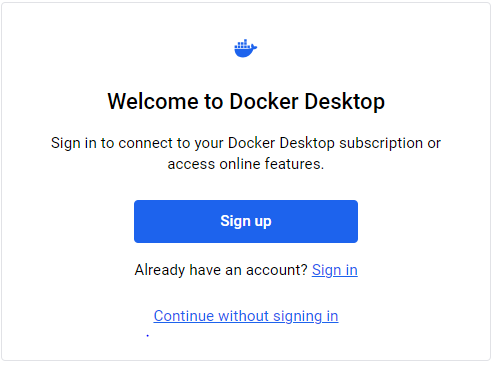 Welcome to Docker Desktop
Sign in to connect to your Docker Desktop subscription or
access online features.
Sign up
Already have an account? Sign in
Continue without signing in